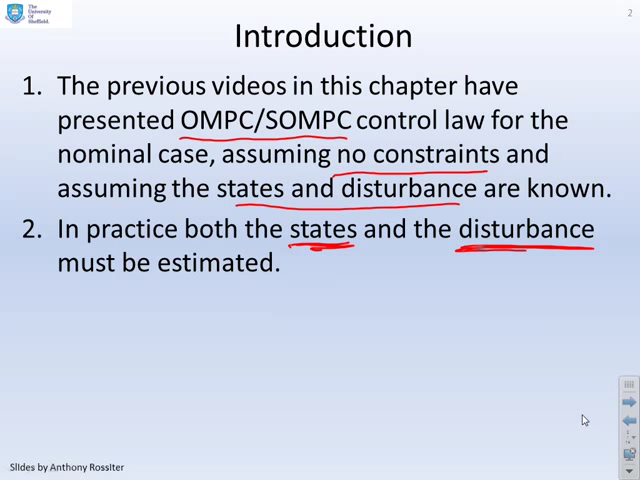 The
University
Of
Sheffield.
2
Introduction
1. The previous videos in this chapter have
presented OMPC/SOMPC control law for the
nominal case, assuming no constraints and
assuming the states and disturbance are known.
2. In practice both the states and the disturbance
must be estimated.
Slides by Anthony Rossiter